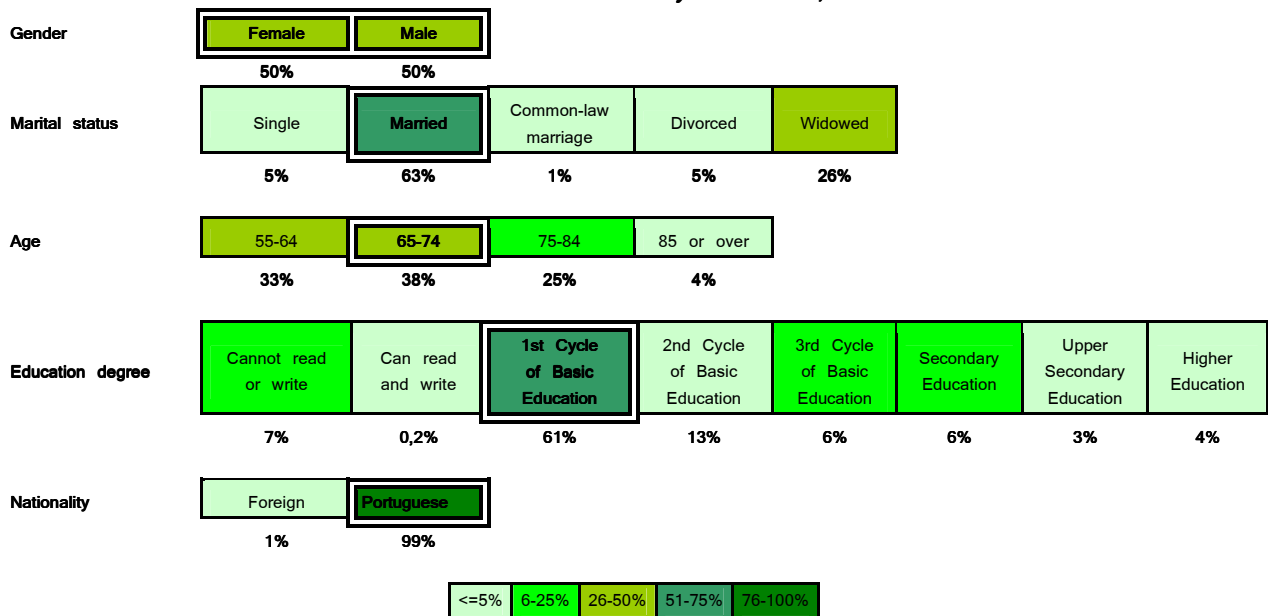 Gender
Female Male
50% 50%
Marital status
Single Married Common-law marriage Divorced Widowed
5% 63% 1% 5% 26%
Age
55-64 65-74 75-84 85 or over
33% 38% 25% 4%
Education degree
Cannot read or write Can read and write 1st Cycle of Basic Education 2nd Cycle of Basic Education 3rd Cycle of Basic Education Secondary Education Upper Secondary Education Higher Education
7% 0,2% 61% 13% 6% 6% 3% 4%
Nationality
Foreign Portuguese
1% 99%
<=5% 6-25% 26-50% 51-75% 76-100%